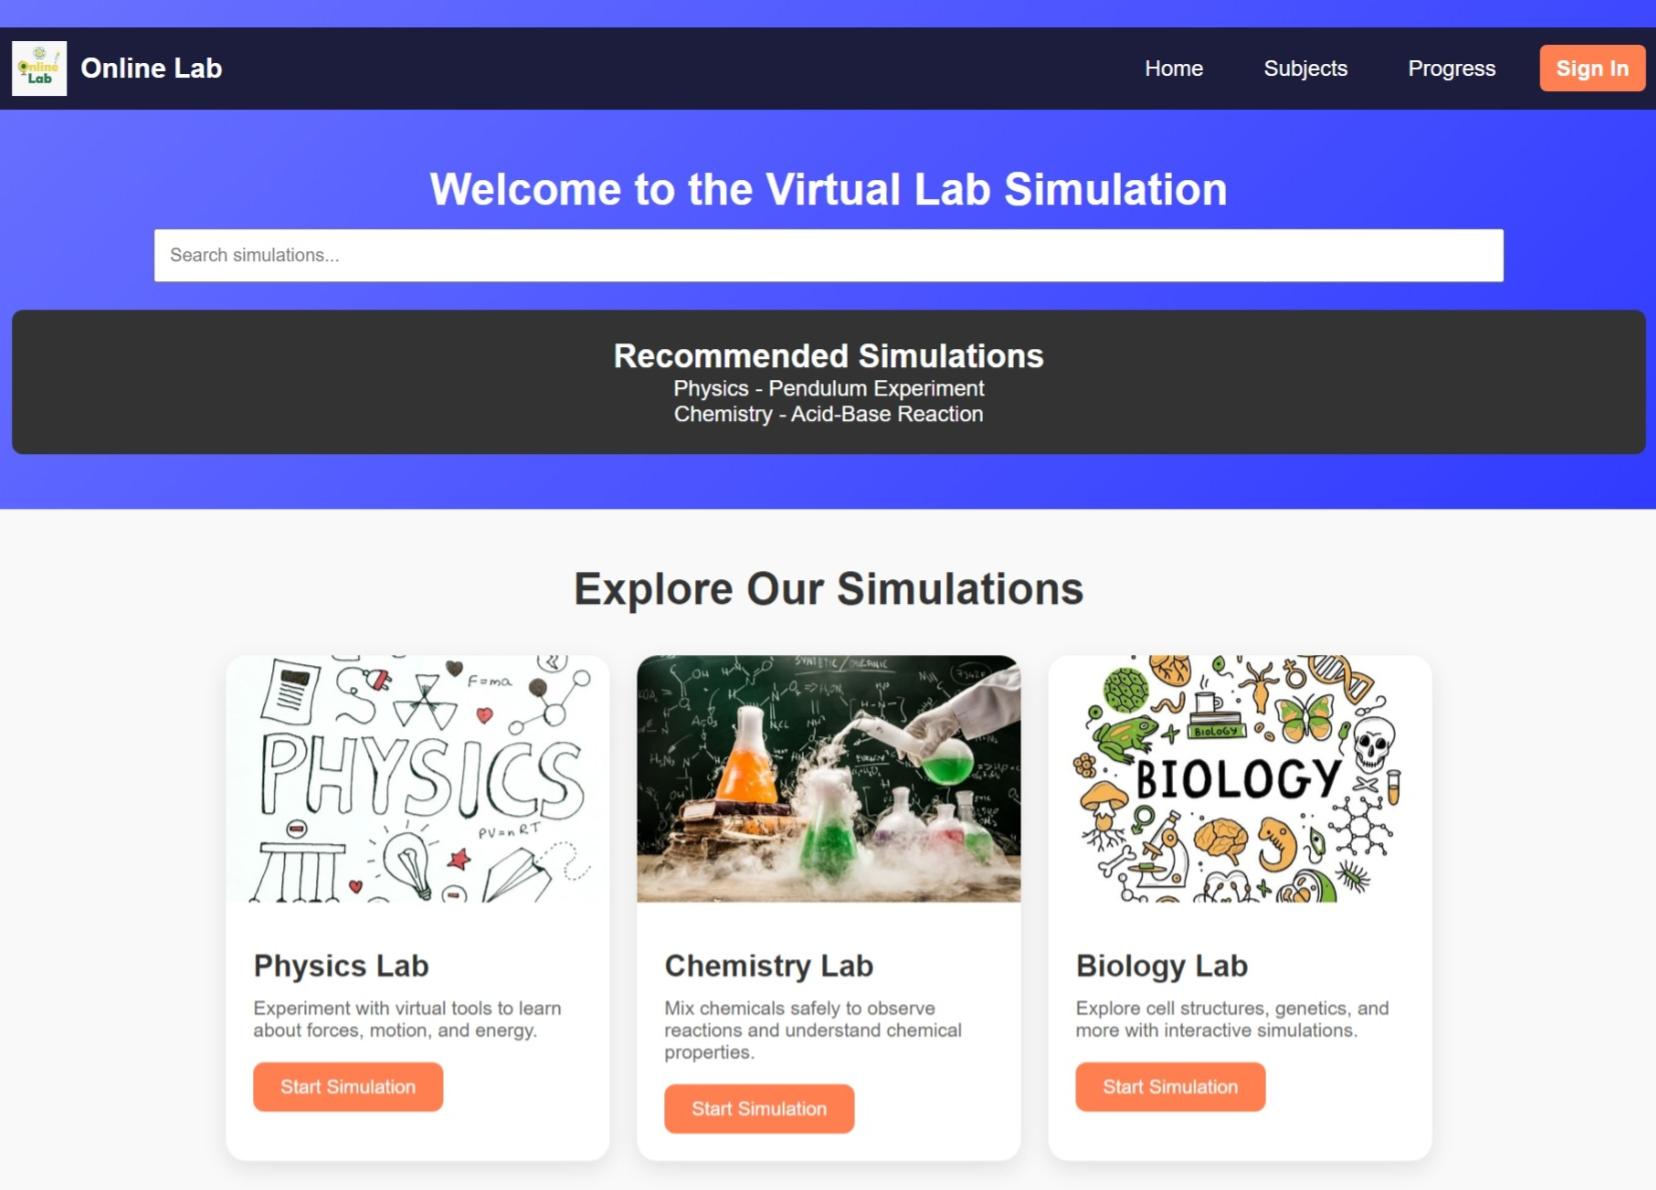 Online
Lab
Online Lab
Home
Subjects
Progress
Sign In
Welcome to the Virtual Lab Simulation
Search simulations...
Recommended Simulations
Physics - Pendulum Experiment
Chemistry - Acid-Base Reaction
Explore Our Simulations
F=ma
PHYSICS
PV=nRT
BIOLOGY
BIOLOGY
Physics Lab
Experiment with virtual tools to learn
about forces, motion, and energy.
Start Simulation
Chemistry Lab
Mix chemicals safely to observe
reactions and understand chemical
properties.
Start Simulation
Biology Lab
Explore cell structures, genetics, and
more with interactive simulations.
Start Simulation